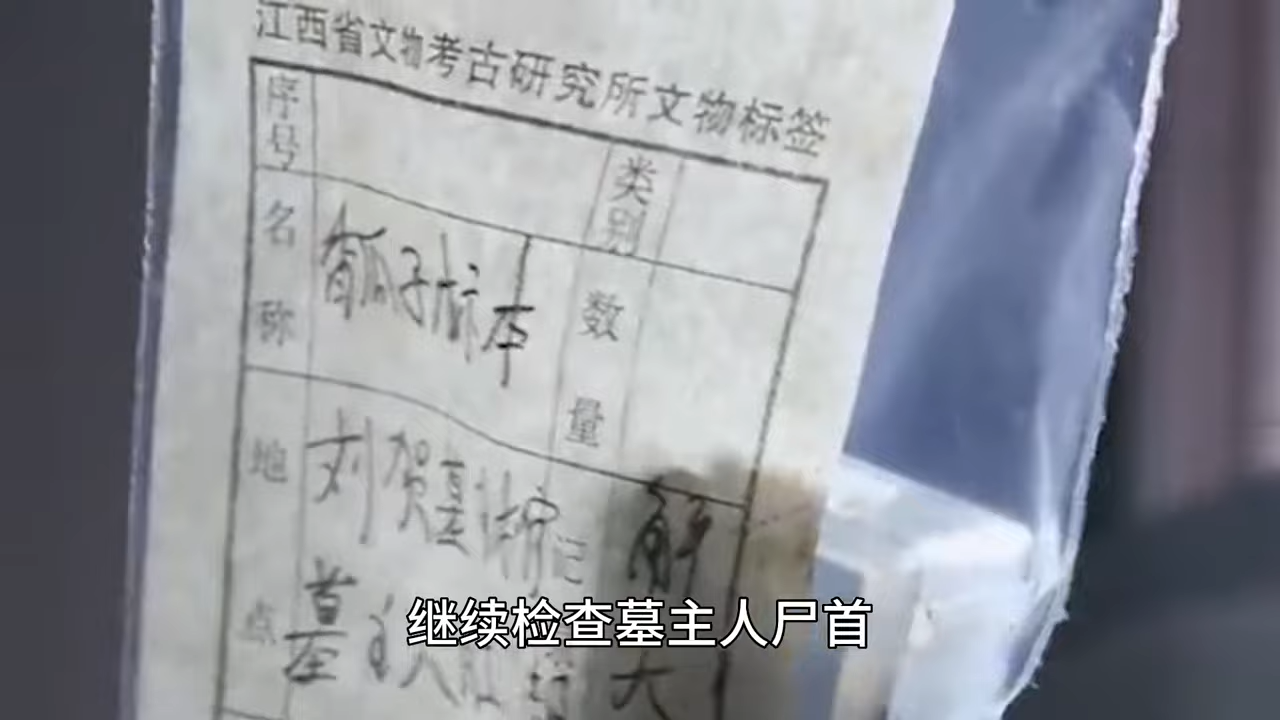 江西省文物考古研究所文物标签
序号
类别
名称
瓜子标本
数量
地点
刘贺墓
墓主人
继续检查墓主人尸首